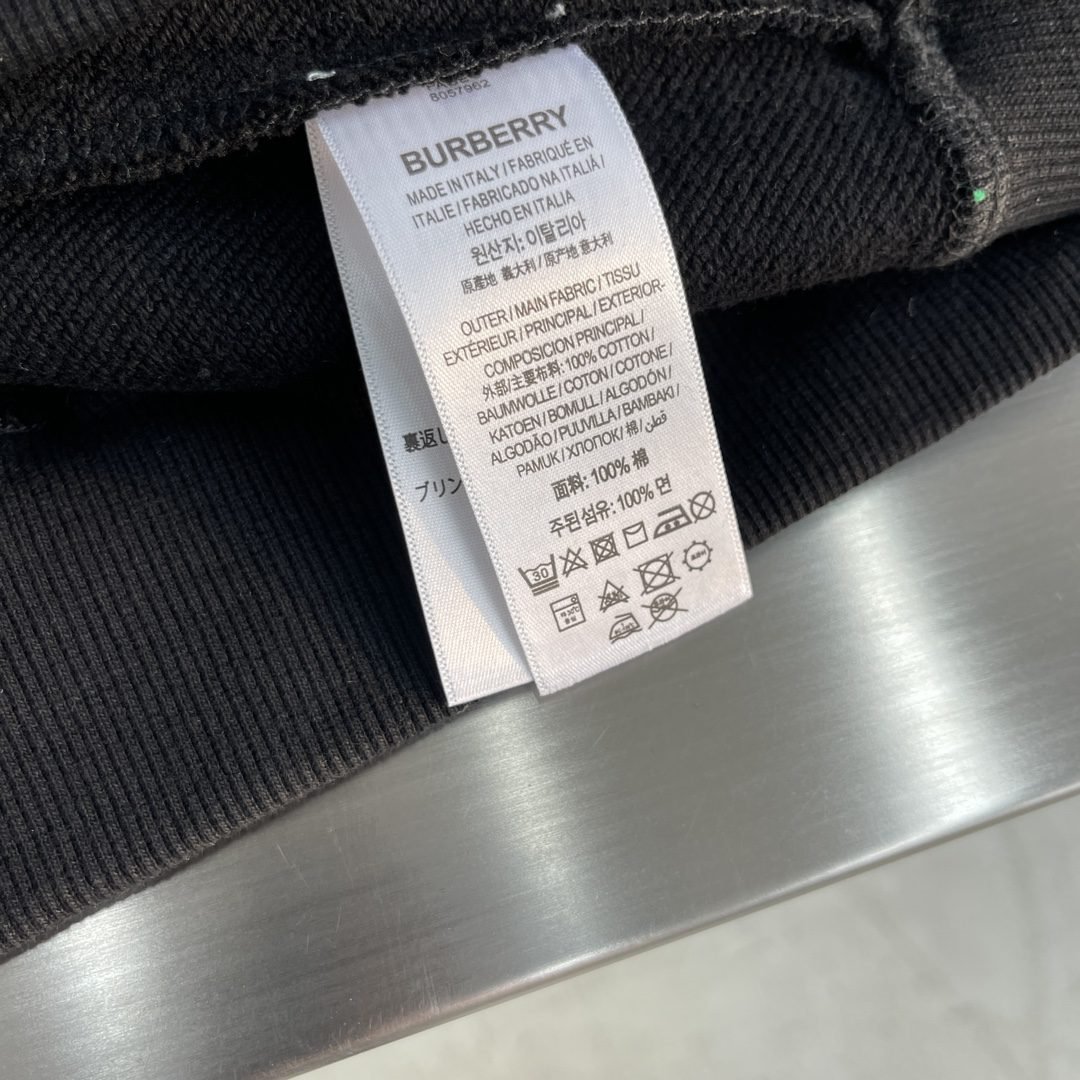 8057962
BURBERRY
MADE IN ITALY / FABRIQUÉ EN
ITALIE / FABRICADO NA ITALIÁ /
HECHO EN ITALIA
원산지: 이탈리아
原產地 義大利 / 原产地 意大利
OUTER / MAIN FABRIC / TISSU
EXTÉRIEUR / PRINCIPAL / EXTERIOR-
COMPOSICION PRINCIPAL /
外部/主要布料: 100% COTTON /
BAUMWOLLE / COTON / COTONE /
KATOEN / BOMULL / ALGODÓN /
ALGODÃO / PUUVILLA / BAMBAKI /
PAMUK / ХЛОПОК / 棉 / قطن /
面料: 100% 棉
주된 섬유: 100% 면
30
裏返し
プリン